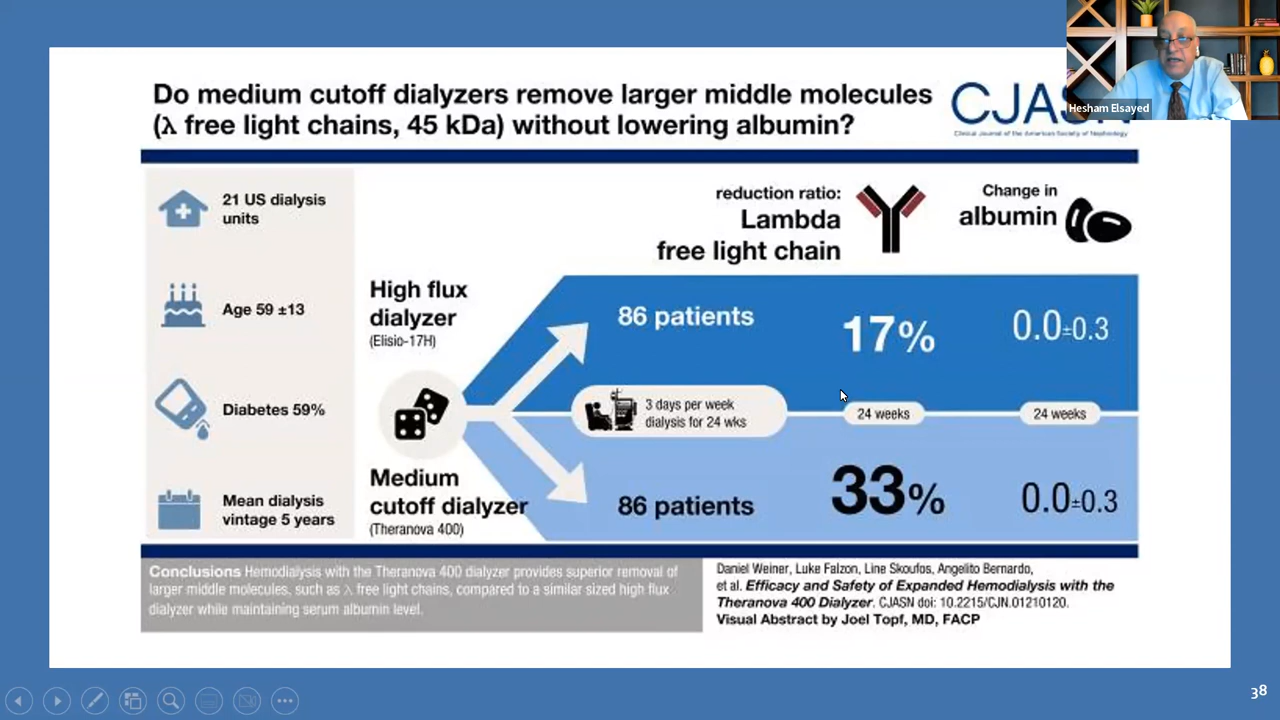 Hesham Elsayed
Do medium cutoff dialyzers remove larger middle molecules
(λ free light chains, 45 kDa) without lowering albumin?
CJAS
Clinical Journal of the American Society of Nephrology
21 US dialysis
units
Age 59 ±13
Diabetes 59%
Mean dialysis
vintage 5 years
reduction ratio:
Lambda
free light chain
Change in
albumin
High flux
dialyzer
(Elisio-17H)
86 patients
17%
0.0±0.3
3 days per week
dialysis for 24 wks
24 weeks
24 weeks
Medium
cutoff dialyzer
(Theranova 400)
86 patients
33%
0.0±0.3
Conclusions Hemodialysis with the Theranova 400 dialyzer provides superior removal of
larger middle molecules, such as λ free light chains, compared to a similar sized high flux
dialyzer while maintaining serum albumin level.
Daniel Weiner, Luke Falzon, Line Skoufos, Angelito Bernardo,
et al. Efficacy and Safety of Expanded Hemodialysis with the
Theranova 400 Dialyzer. CJASN doi: 10.2215/CJN.01210120.
Visual Abstract by Joel Topf, MD, FACP
38